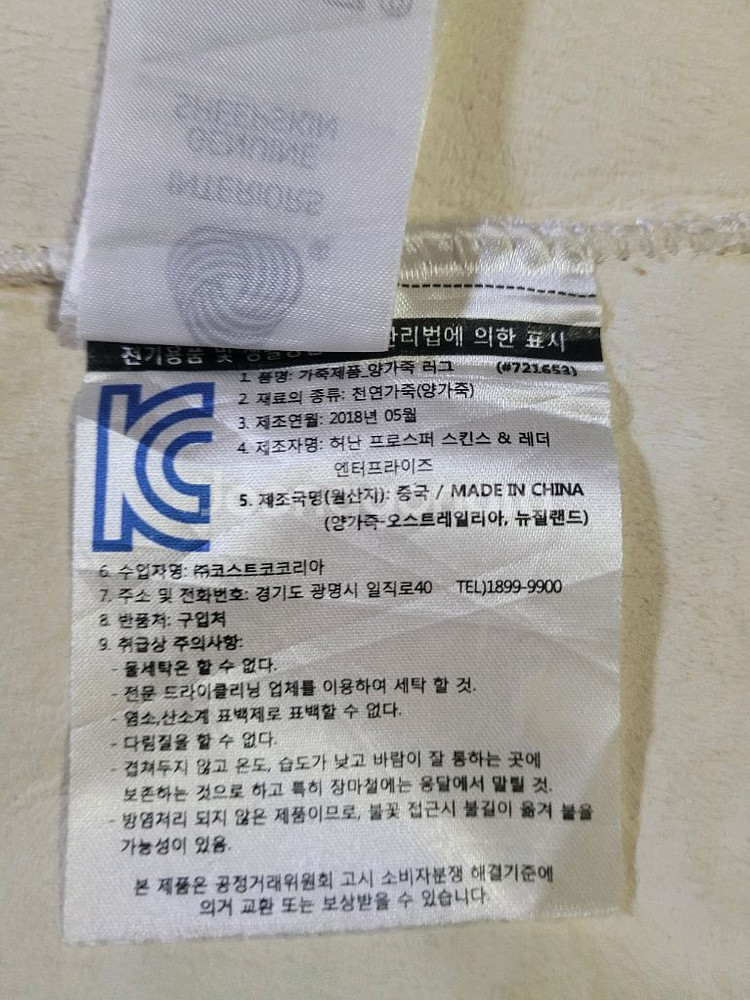 INTERIORS
GENUINE
SHEEPSKIN
®
전기용품 및 관리법에 의한 표시
1. 품명: 가죽제품,양가죽 러그 (#721653)
2. 재료의 종류: 천연가죽(양가죽)
3. 제조연월: 2018년 05월
4. 제조자명: 허난 프로스퍼 스킨스 & 레더
엔터프라이즈
5. 제조국명(원산지): 중국 / MADE IN CHINA
(양가죽-오스트레일리아, 뉴질랜드)
6. 수입자명: ㈜코스트코코리아
7. 주소 및 전화번호: 경기도 광명시 일직로40 TEL)1899-9900
8. 반품처: 구입처
9. 취급상 주의사항:
- 물세탁은 할 수 없다.
- 전문 드라이클리닝 업체를 이용하여 세탁 할 것.
- 염소,산소계 표백제로 표백할 수 없다.
- 다림질을 할 수 없다.
- 겹쳐두지 않고 온도, 습도가 낮고 바람이 잘 통하는 곳에
보존하는 것으로 하고 특히 장마철에는 응달에서 말릴 것.
- 방염처리 되지 않은 제품이므로, 불꽃 접근시 불길이 옮겨 붙을
가능성이 있음.
본 제품은 공정거래위원회 고시 소비자분쟁 해결기준에
의거 교환 또는 보상받을 수 있습니다.